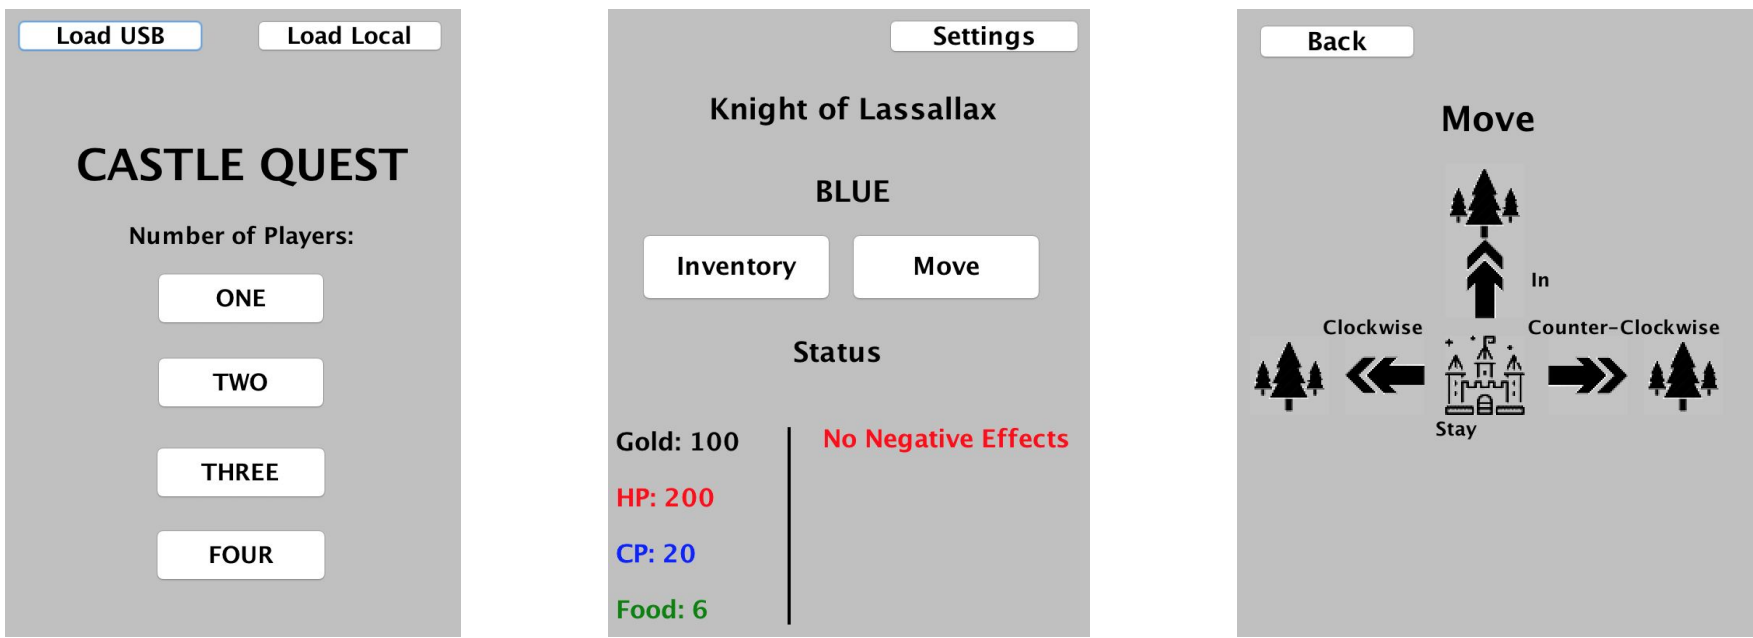 Load USB
Load Local
CASTLE QUEST
Number of Players:
ONE
TWO
THREE
FOUR
Settings
Knight of Lassallax
BLUE
Inventory
Move
Status
Gold: 100
HP: 200
CP: 20
Food: 6
No Negative Effects
Back
Move
In
Clockwise
Counter-Clockwise
Stay